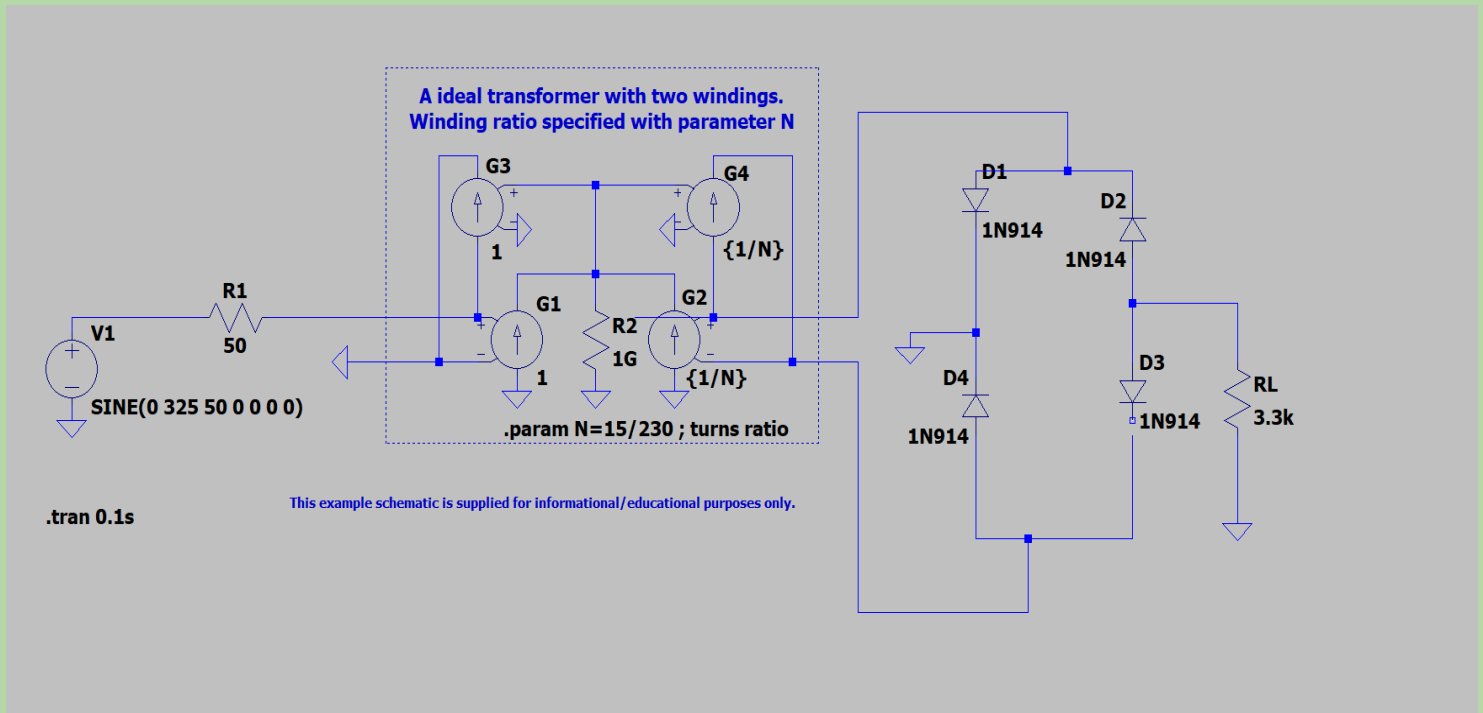 A ideal transformer with two windings.
Winding ratio specified with parameter N
G3
+
−
1
G4
+
−
{1/N}
D1
1N914
D2
1N914
R1
50
V1
+
−
SINE(0 325 50 0 0 0 0)
G1
+
−
1
R2
1G
G2
+
−
{1/N}
D4
1N914
D3
1N914
RL
3.3k
.param N=15/230 ; turns ratio
This example schematic is supplied for informational/educational purposes only.
.tran 0.1s